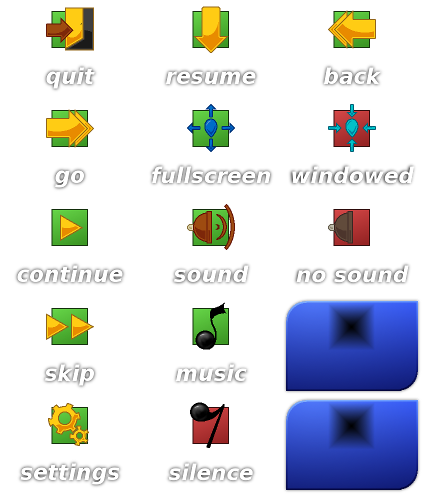 quit resume back
go fullscreen windowed
continue sound no sound
skip music
settings silence